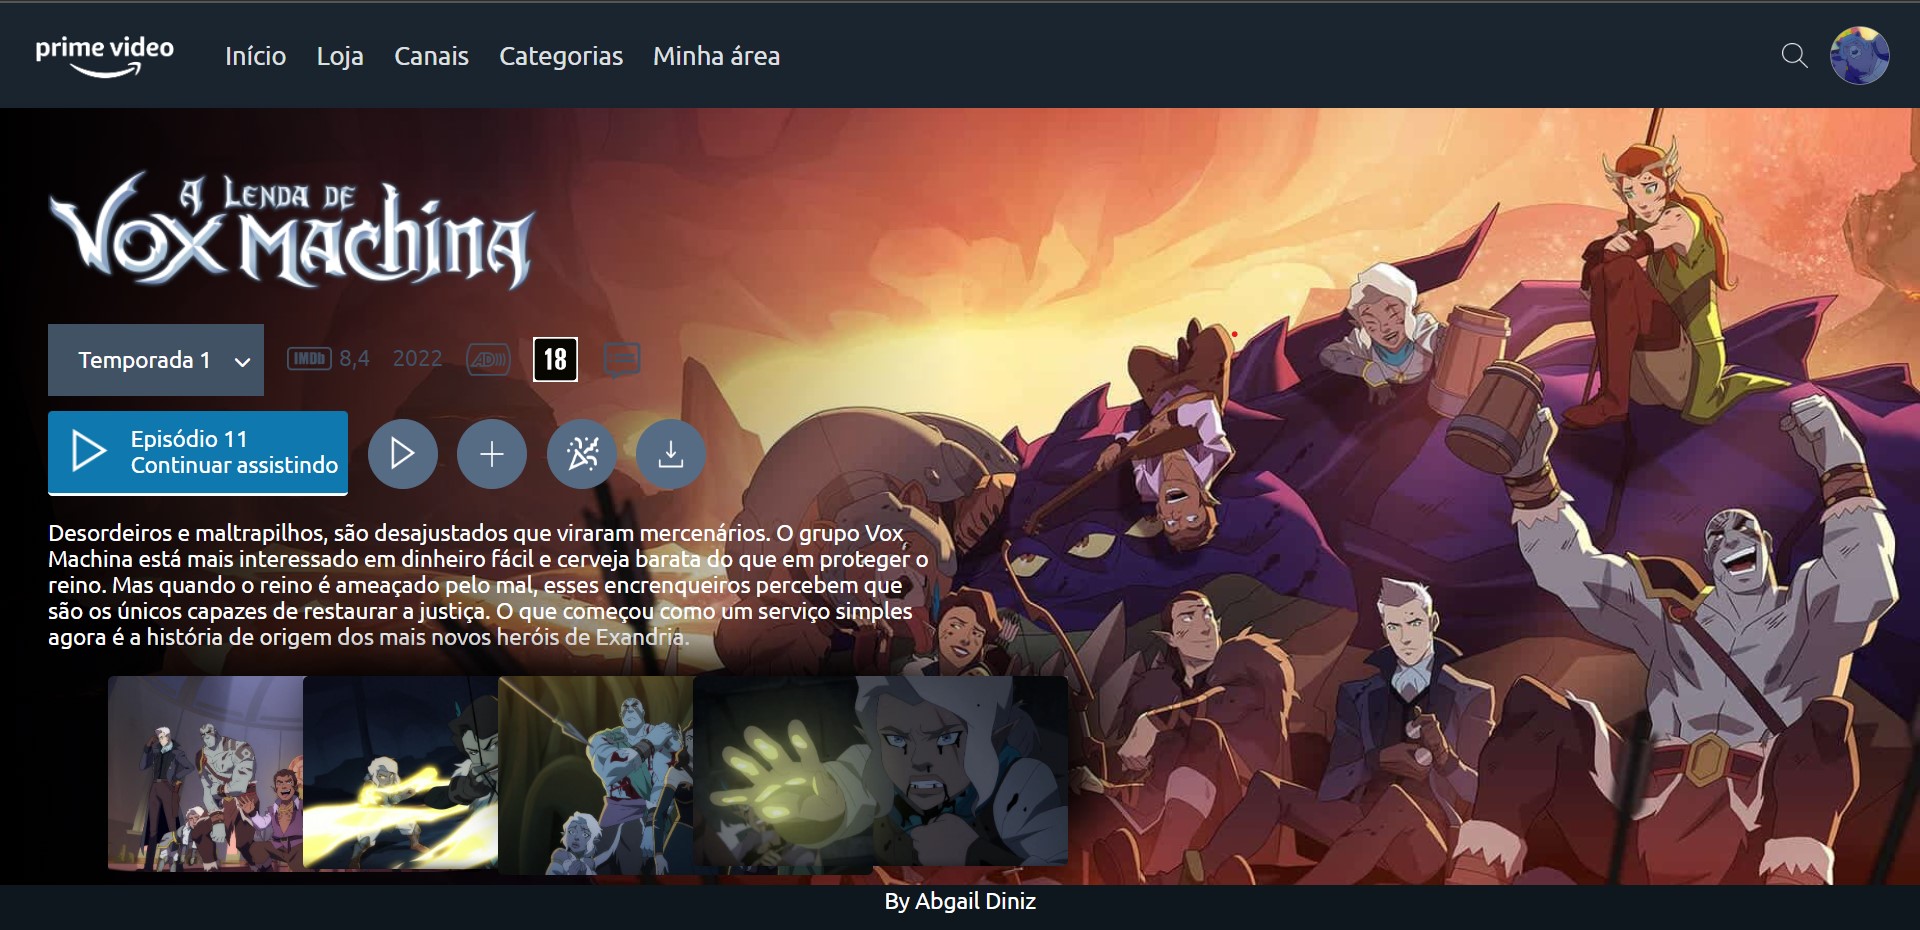 prime video
Início Loja Canais Categorias Minha área
A LENDA DE
VOX MACHINA
Temporada 1
IMDb 8,4 2022 AD 18
Episódio 11
Continuar assistindo
Desordeiros e maltrapilhos, são desajustados que viraram mercenários. O grupo Vox
Machina está mais interessado em dinheiro fácil e cerveja barata do que em proteger o
reino. Mas quando o reino é ameaçado pelo mal, esses encrenqueiros percebem que
são os únicos capazes de restaurar a justiça. O que começou como um serviço simples
agora é a história de origem dos mais novos heróis de Exandria.
By Abgail Diniz